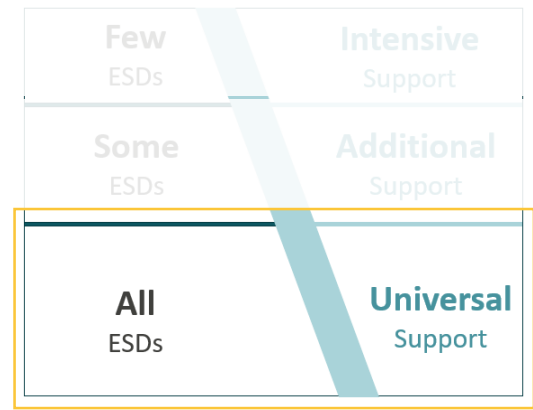 Few
ESDs
Intensive
Support
Some
ESDs
Additional
Support
All
ESDs
Universal
Support